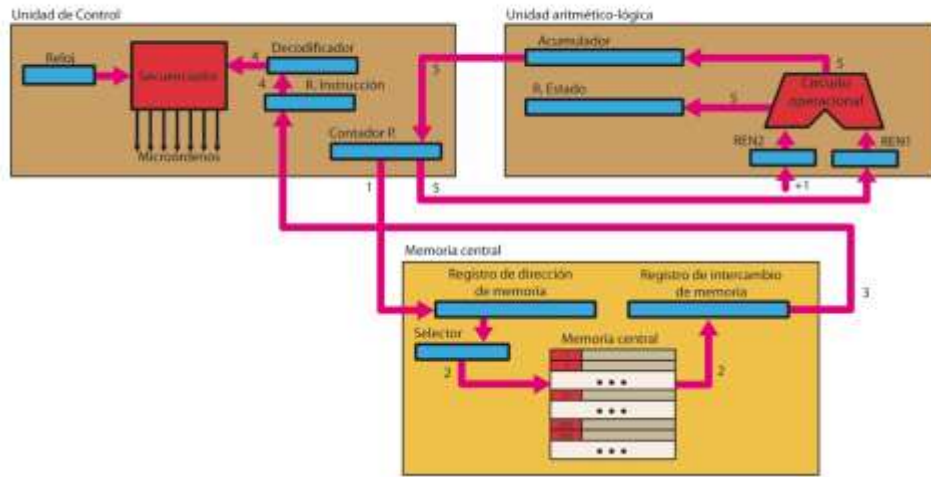 Unidad de Control
Reloj
Secuenciador
4
Decodificador
4
R. Instrucción
Microórdenes
Contador P.
1
5
5
Unidad aritmético-lógica
Acumulador
5
R. Estado
5
Circuito
operacional
REN2
REN1
+1
Memoria central
Registro de dirección
de memoria
Registro de intercambio
de memoria
3
Selector
2
Memoria central
2